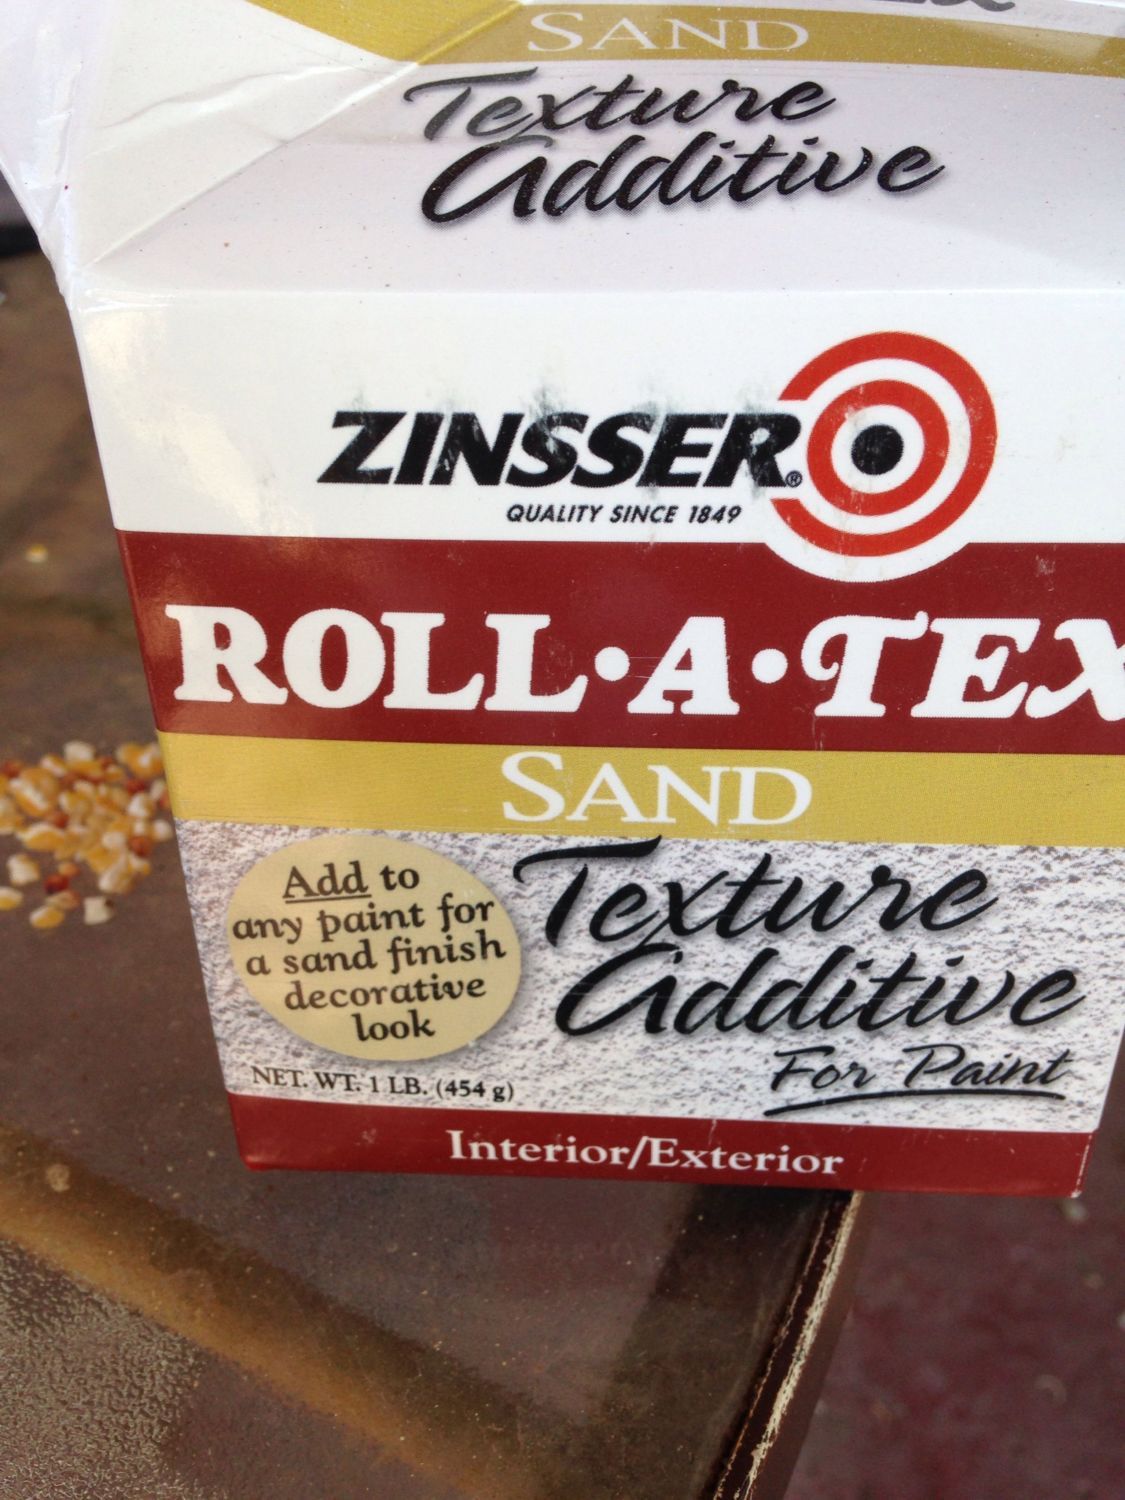 SAND
Texture
Additive
ZINSSER®
QUALITY SINCE 1849
ROLL•A•TEX
SAND
Add to
any paint for
a sand finish
decorative
look
Texture
Additive
For Paint
NET. WT. 1 LB. (454 g)
Interior/Exterior